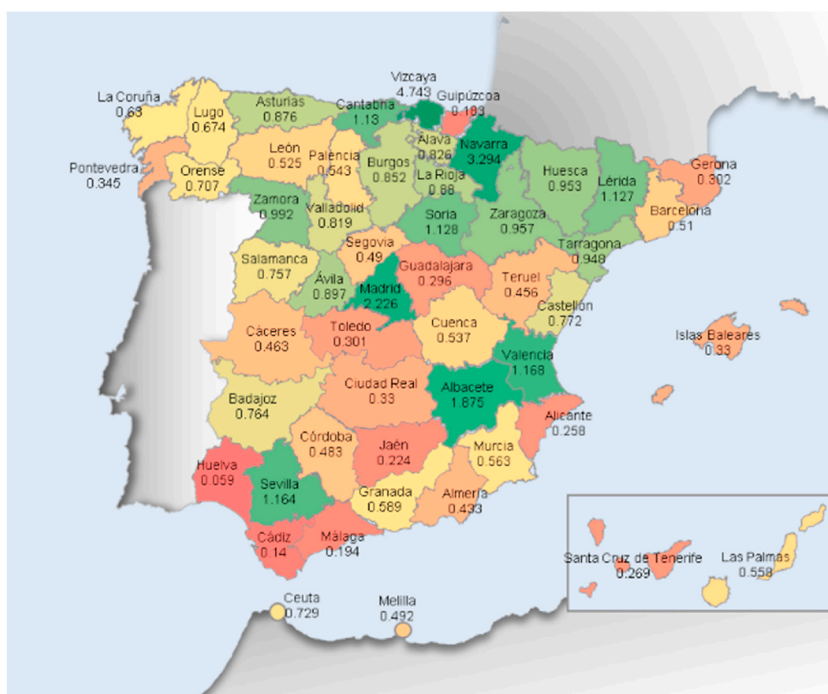 Vizcaya
4.743
Guipúzcoa
0.183
La Coruña
0.63
Lugo
0.674
Asturias
0.876
Cantabria
1.13
Álava
0.826
Navarra
3.294
Pontevedra
0.345
Orense
0.707
León
0.525
Palencia
0.543
Burgos
0.852
La Rioja
0.88
Huesca
0.953
Lérida
1.127
Gerona
0.302
Barcelona
0.51
Zamora
0.992
Valladolid
0.819
Soria
1.128
Zaragoza
0.957
Tarragona
0.948
Salamanca
0.757
Ávila
0.897
Segovia
0.49
Madrid
2.226
Guadalajara
0.296
Teruel
0.456
Castellón
0.772
Cáceres
0.463
Toledo
0.301
Cuenca
0.537
Valencia
1.168
Islas Baleares
0.33
Badajoz
0.764
Ciudad Real
0.33
Albacete
1.875
Alicante
0.258
Huelva
0.059
Sevilla
1.164
Córdoba
0.483
Jaén
0.224
Murcia
0.563
Granada
0.589
Almería
0.433
Cádiz
0.14
Málaga
0.194
Santa Cruz de Tenerife
0.269
Las Palmas
0.558
Ceuta
0.729
Melilla
0.492